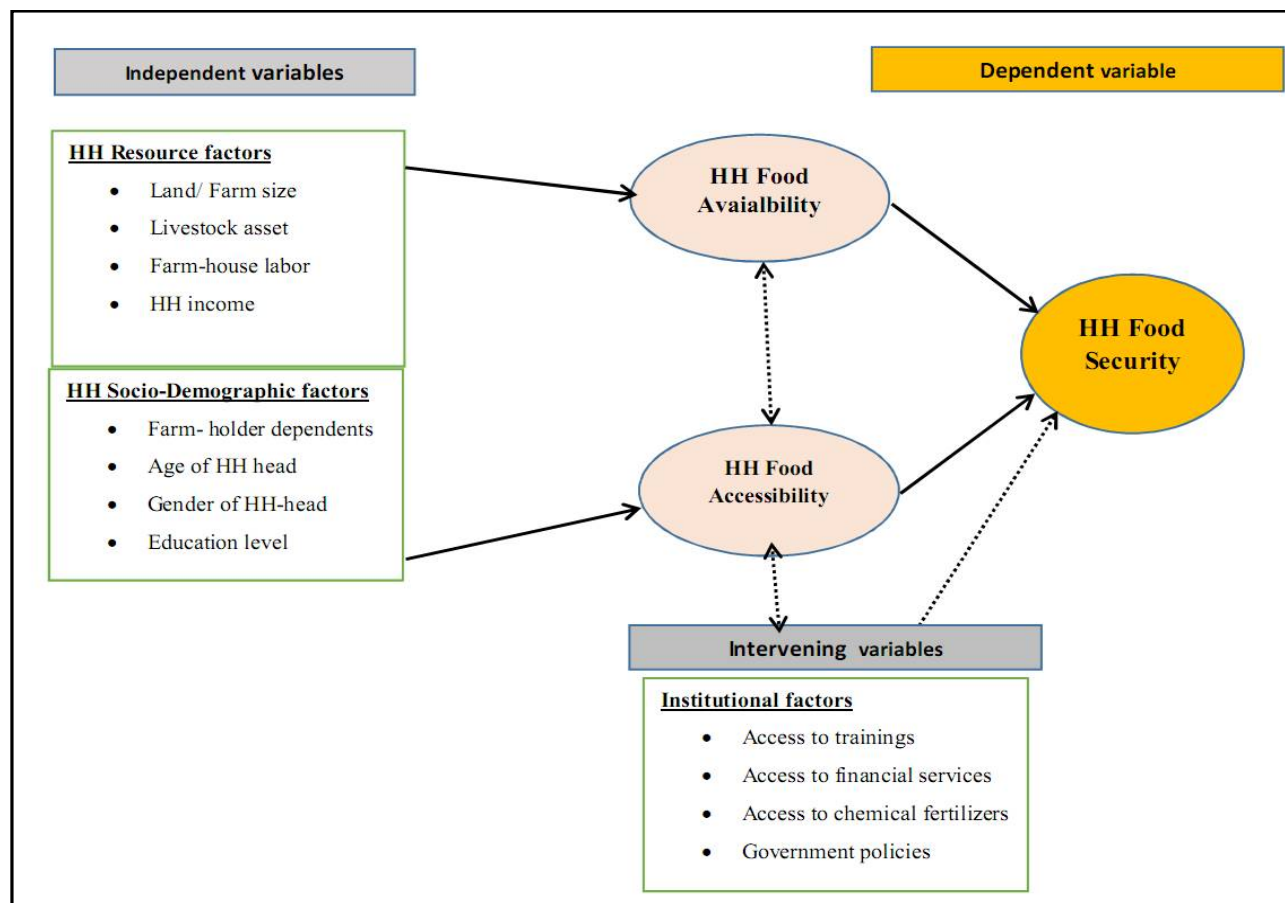 Independent variables
Dependent variable
HH Resource factors
• Land/ Farm size
• Livestock asset
• Farm-house labor
• HH income
HH Socio-Demographic factors
• Farm- holder dependents
• Age of HH head
• Gender of HH-head
• Education level
HH Food
Avaialbility
HH Food
Accessibility
HH Food
Security
Intervening variables
Institutional factors
• Access to trainings
• Access to financial services
• Access to chemical fertilizers
• Government policies